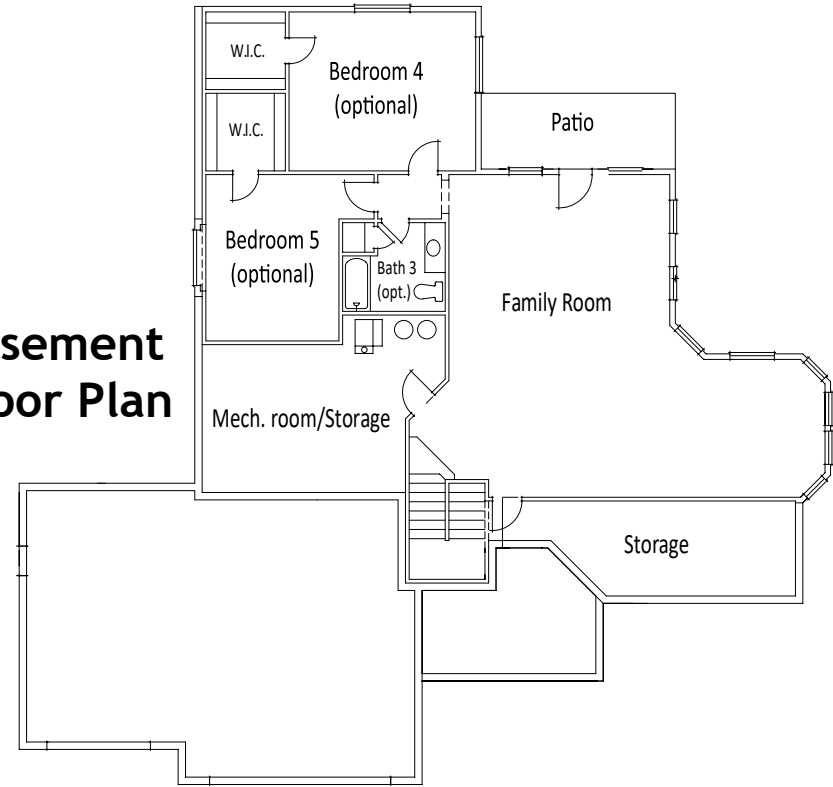 W.I.C.
Bedroom 4
(optional)
W.I.C.
Patio
Bedroom 5
(optional)
Bath 3
(opt.)
Family Room
sement
oor Plan
Mech. room/Storage
Storage